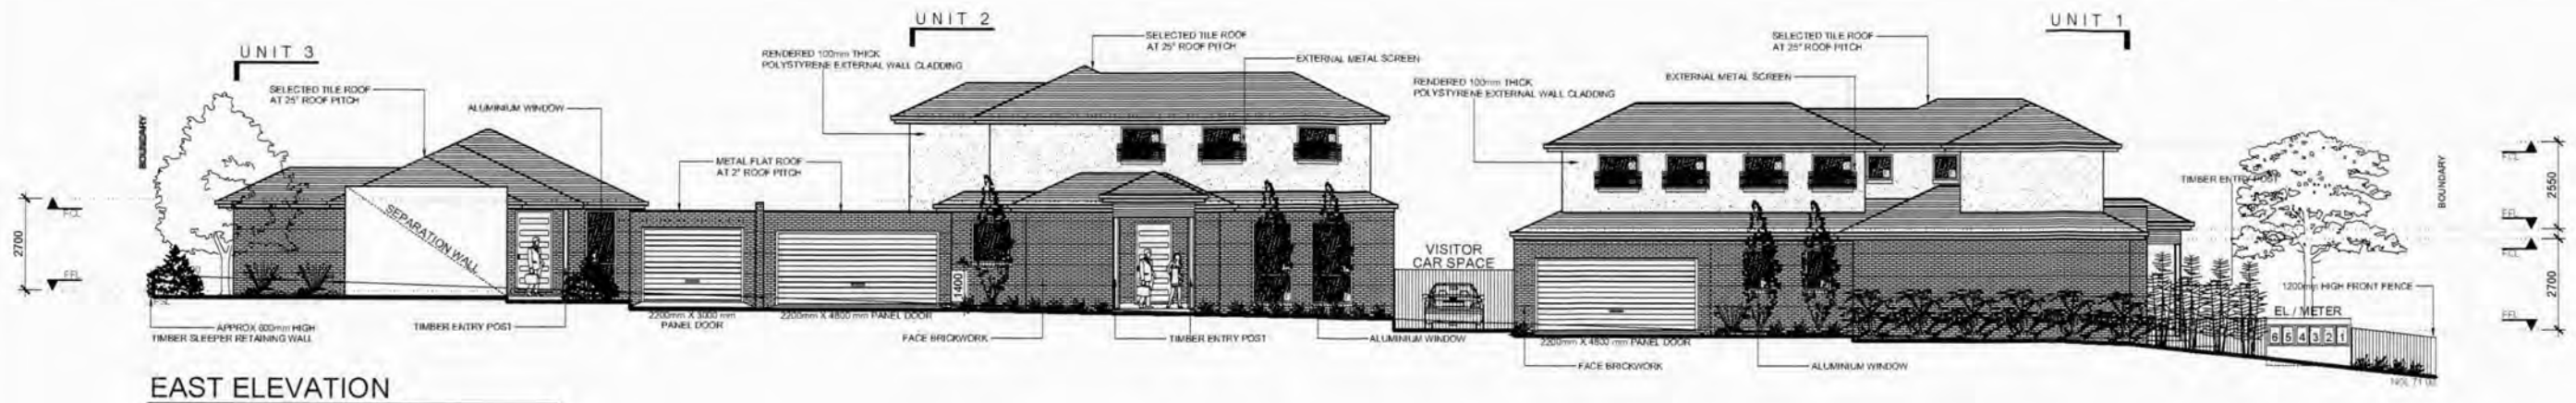 UNIT 3
UNIT 2
UNIT 1
SELECTED TILE ROOF
AT 25° ROOF PITCH
ALUMINIUM WINDOW
BOUNDARY
RENDERED 100mm THICK
POLYSTYRENE EXTERNAL WALL CLADDING
SELECTED TILE ROOF
AT 25° ROOF PITCH
EXTERNAL METAL SCREEN
METAL FLAT ROOF
AT 2° ROOF PITCH
RENDERED 100mm THICK
POLYSTYRENE EXTERNAL WALL CLADDING
EXTERNAL METAL SCREEN
SELECTED TILE ROOF
AT 25° ROOF PITCH
TIMBER ENTRY POST
BOUNDARY
FCL
2700
FFL
SEPARATION WALL
1400
VISITOR
CAR SPACE
FCL
2550
FFL
FCL
2700
FFL
1200mm HIGH FRONT FENCE
EL / METER
6 5 4 3 2 1
APPROX 600mm HIGH
TIMBER SLEEPER RETAINING WALL
TIMBER ENTRY POST
2200mm X 3000 mm
PANEL DOOR
2200mm X 4800 mm PANEL DOOR
FACE BRICKWORK
TIMBER ENTRY POST
ALUMINIUM WINDOW
2200mm X 4800 mm PANEL DOOR
FACE BRICKWORK
ALUMINIUM WINDOW
EAST ELEVATION